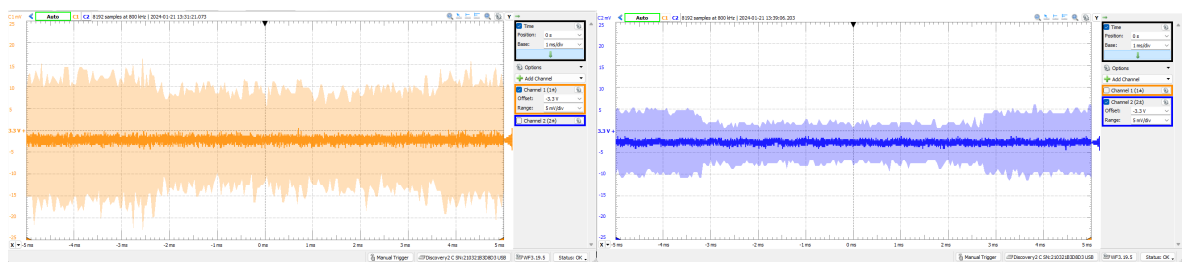 C1 mV Auto C1 C2 8192 samples at 800 kHz | 2024-01-21 13:31:21.073 Y
25
20
15
10
5
3.3 V
-5
-10
-15
-20
-25
X -5 ms -4 ms -3 ms -2 ms -1 ms 0 ms 1 ms 2 ms 3 ms 4 ms 5 ms
Time
Position: 0 s
Base: 1 ms/div
Options
Add Channel
Channel 1 (1±)
Offset: -3.3 V
Range: 5 mV/div
Channel 2 (2±)
Manual Trigger Discovery2 C SN:210321B3D8D3 USB WF3.19.5 Status: OK
C2 mV Auto C1 C2 8192 samples at 800 kHz | 2024-01-21 13:39:06.203 Y
25
20
15
10
5
3.3 V
-5
-10
-15
-20
-25
X -5 ms -4 ms -3 ms -2 ms -1 ms 0 ms 1 ms 2 ms 3 ms 4 ms 5 ms
Time
Position: 0 s
Base: 1 ms/div
Options
Add Channel
Channel 1 (1±)
Channel 2 (2±)
Offset: -3.3 V
Range: 5 mV/div
Manual Trigger Discovery2 C SN:210321B3D8D3 USB WF3.19.5 Status: OK